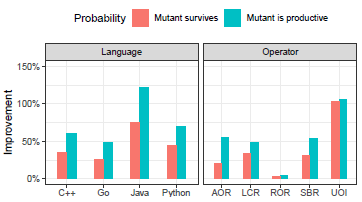 Probability Mutant survives Mutant is productive
Language Operator
Improvement
150%
100%
50%
0%
C++ Go Java Python AOR LCR ROR SBR UOI